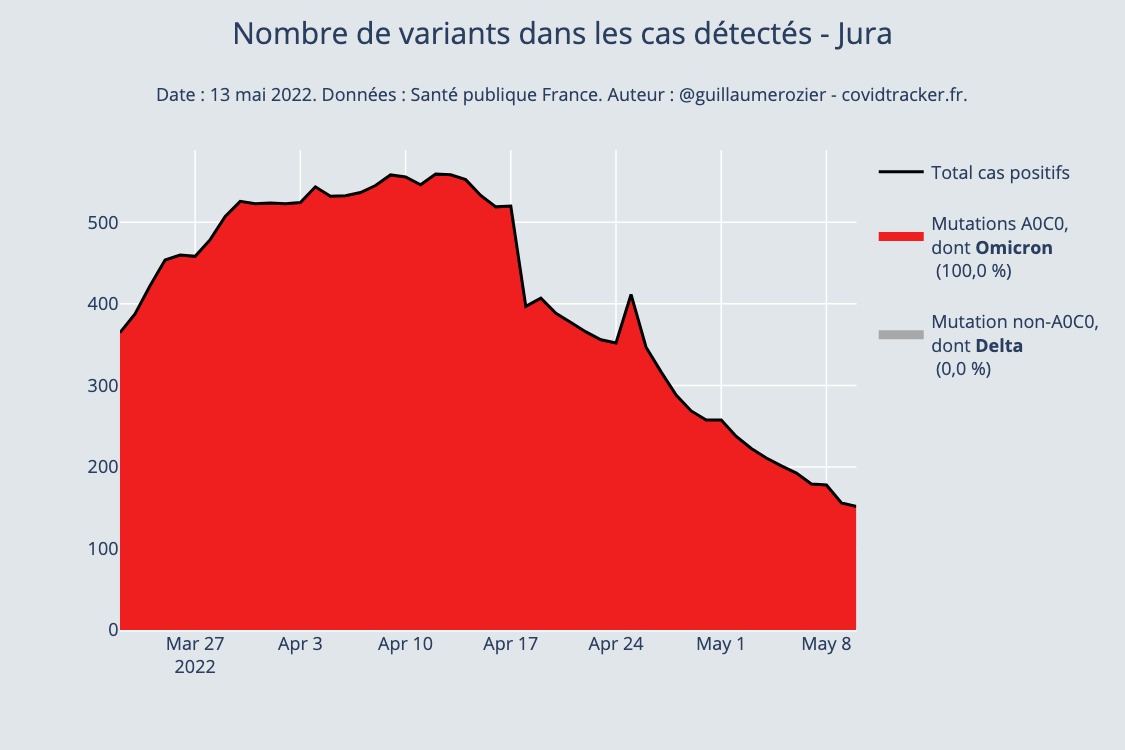 Nombre de variants dans les cas détectés - Jura
Date : 13 mai 2022. Données : Santé publique France. Auteur : @guillaumerozier - covidtracker.fr.
Total cas positifs
Mutations A0C0,
dont Omicron
(100,0 %)
Mutation non-A0C0,
dont Delta
(0,0 %)
500
400
300
200
100
0
Mar 27
2022
Apr 3
Apr 10
Apr 17
Apr 24
May 1
May 8